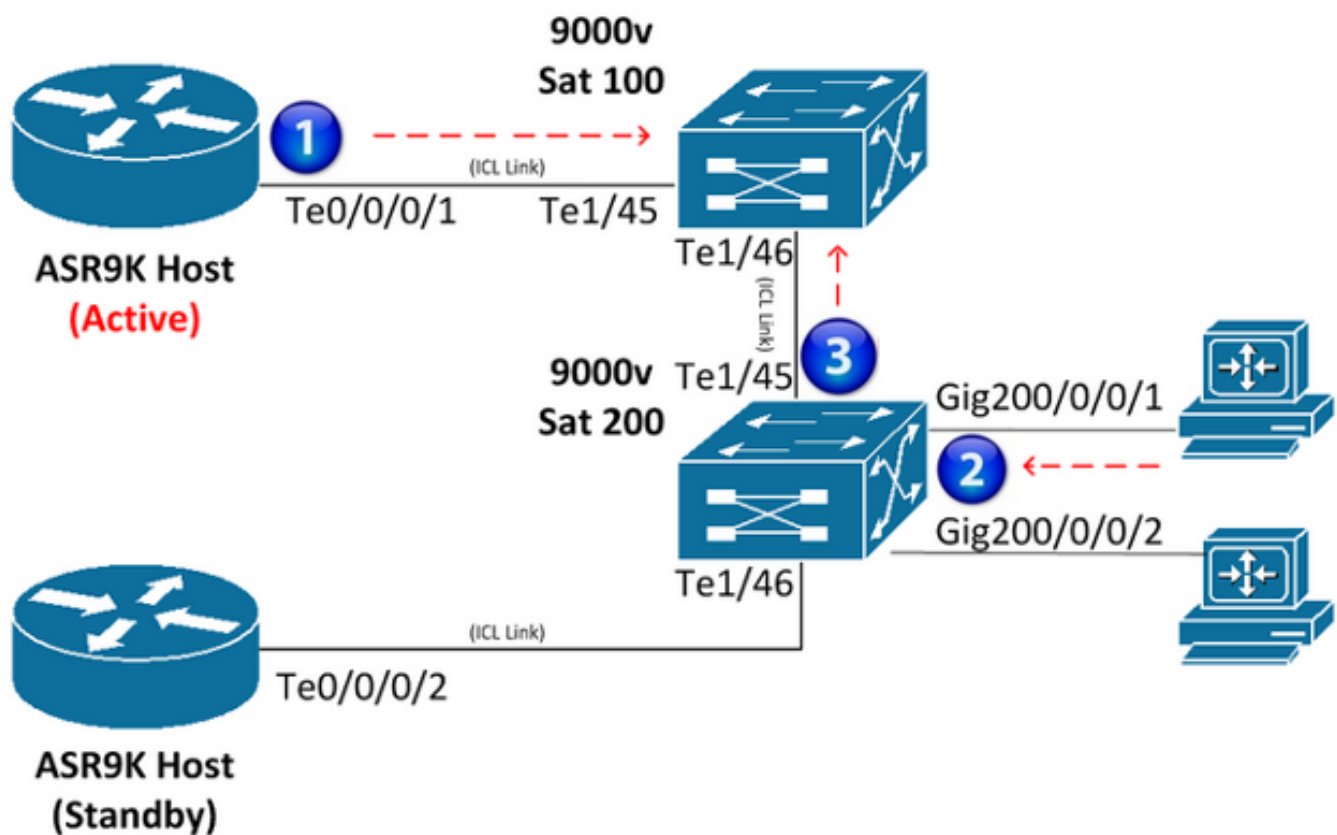 9000v
Sat 100
1
(ICL Link)
Te0/0/0/1
Te1/45
ASR9K Host
(Active)
Te1/46
(ICL Link)
3
9000v
Sat 200
Te1/45
Gig200/0/0/1
2
Gig200/0/0/2
Te1/46
(ICL Link)
Te0/0/0/2
ASR9K Host
(Standby)